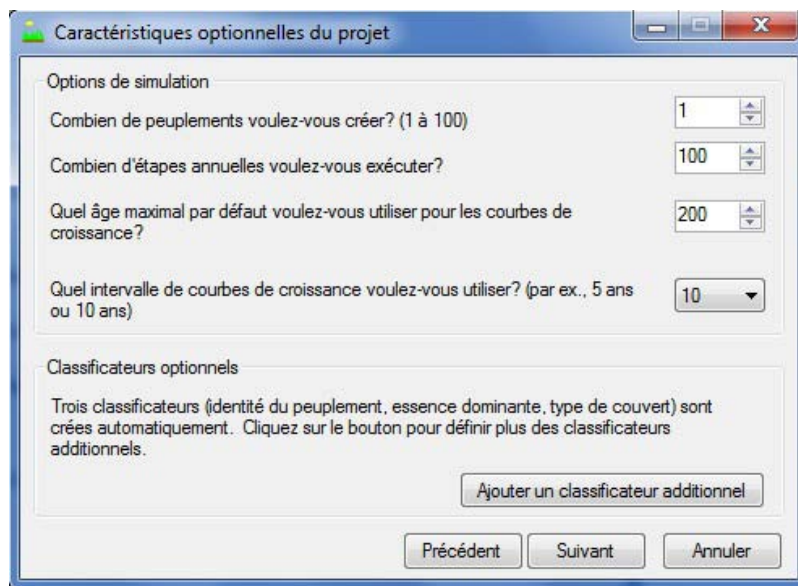 Caractéristiques optionnelles du projet
Options de simulation
Combien de peuplements voulez-vous créer? (1 à 100)
1
Combien d'étapes annuelles voulez-vous exécuter?
100
Quel âge maximal par défaut voulez-vous utiliser pour les courbes de
croissance?
200
Quel intervalle de courbes de croissance voulez-vous utiliser? (par ex., 5 ans
ou 10 ans)
10
Classificateurs optionnels
Trois classificateurs (identité du peuplement, essence dominante, type de couvert) sont
crées automatiquement. Cliquez sur le bouton pour définir plus des classificateurs
additionnels.
Ajouter un classificateur additionnel
Précédent
Suivant
Annuler